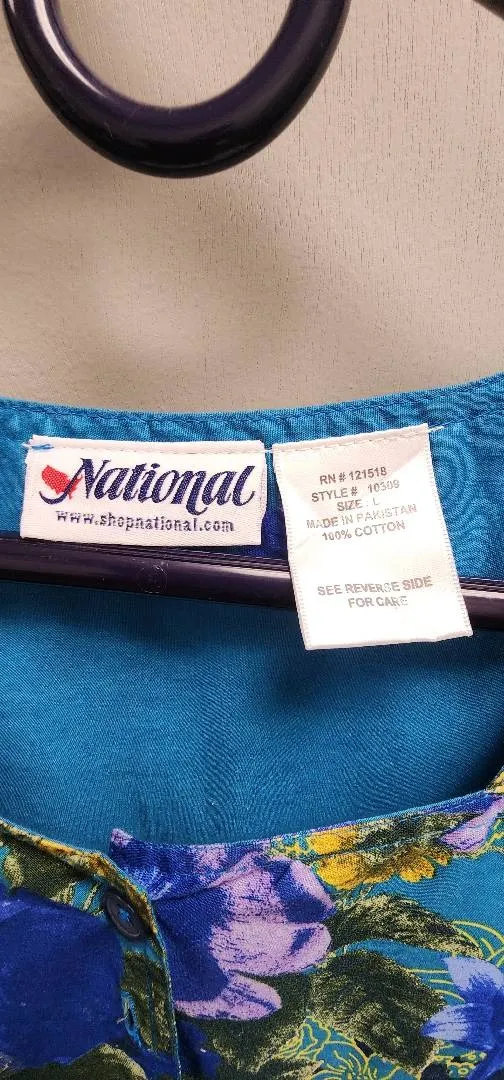 National
www.shopnational.com
RN # 121518
STYLE # 10309
SIZE : L
MADE IN PAKISTAN
100% COTTON
SEE REVERSE SIDE
FOR CARE